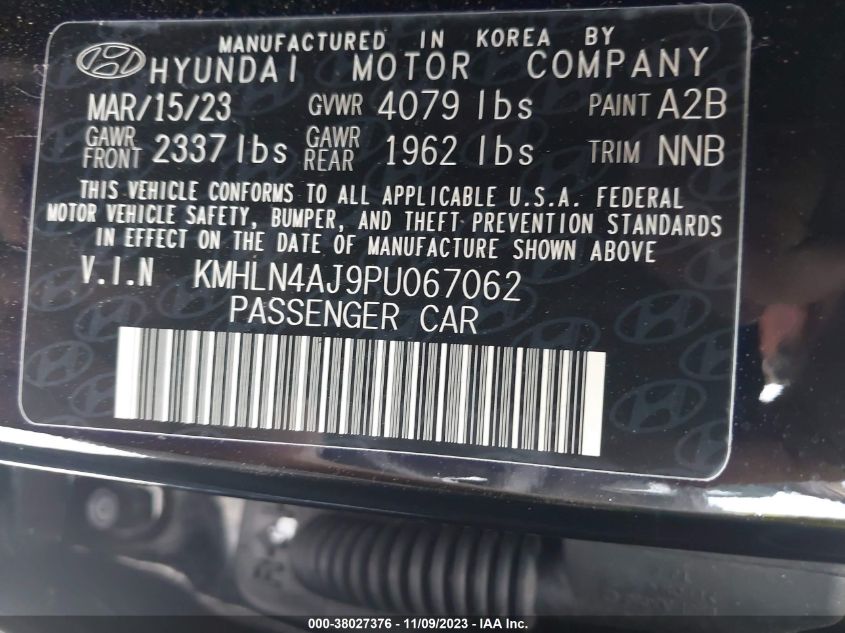 MANUFACTURED IN KOREA BY
HYUNDAI MOTOR COMPANY
MAR/15/23 GVWR 4079 lbs PAINT A2B
GAWR FRONT 2337 lbs GAWR REAR 1962 lbs TRIM NNB
THIS VEHICLE CONFORMS TO ALL APPLICABLE U.S.A. FEDERAL
MOTOR VEHICLE SAFETY, BUMPER, AND THEFT PREVENTION STANDARDS
IN EFFECT ON THE DATE OF MANUFACTURE SHOWN ABOVE
V.I.N KMHLN4AJ9PU067062
PASSENGER CAR
000-38027376 - 11/09/2023 - IAA Inc.